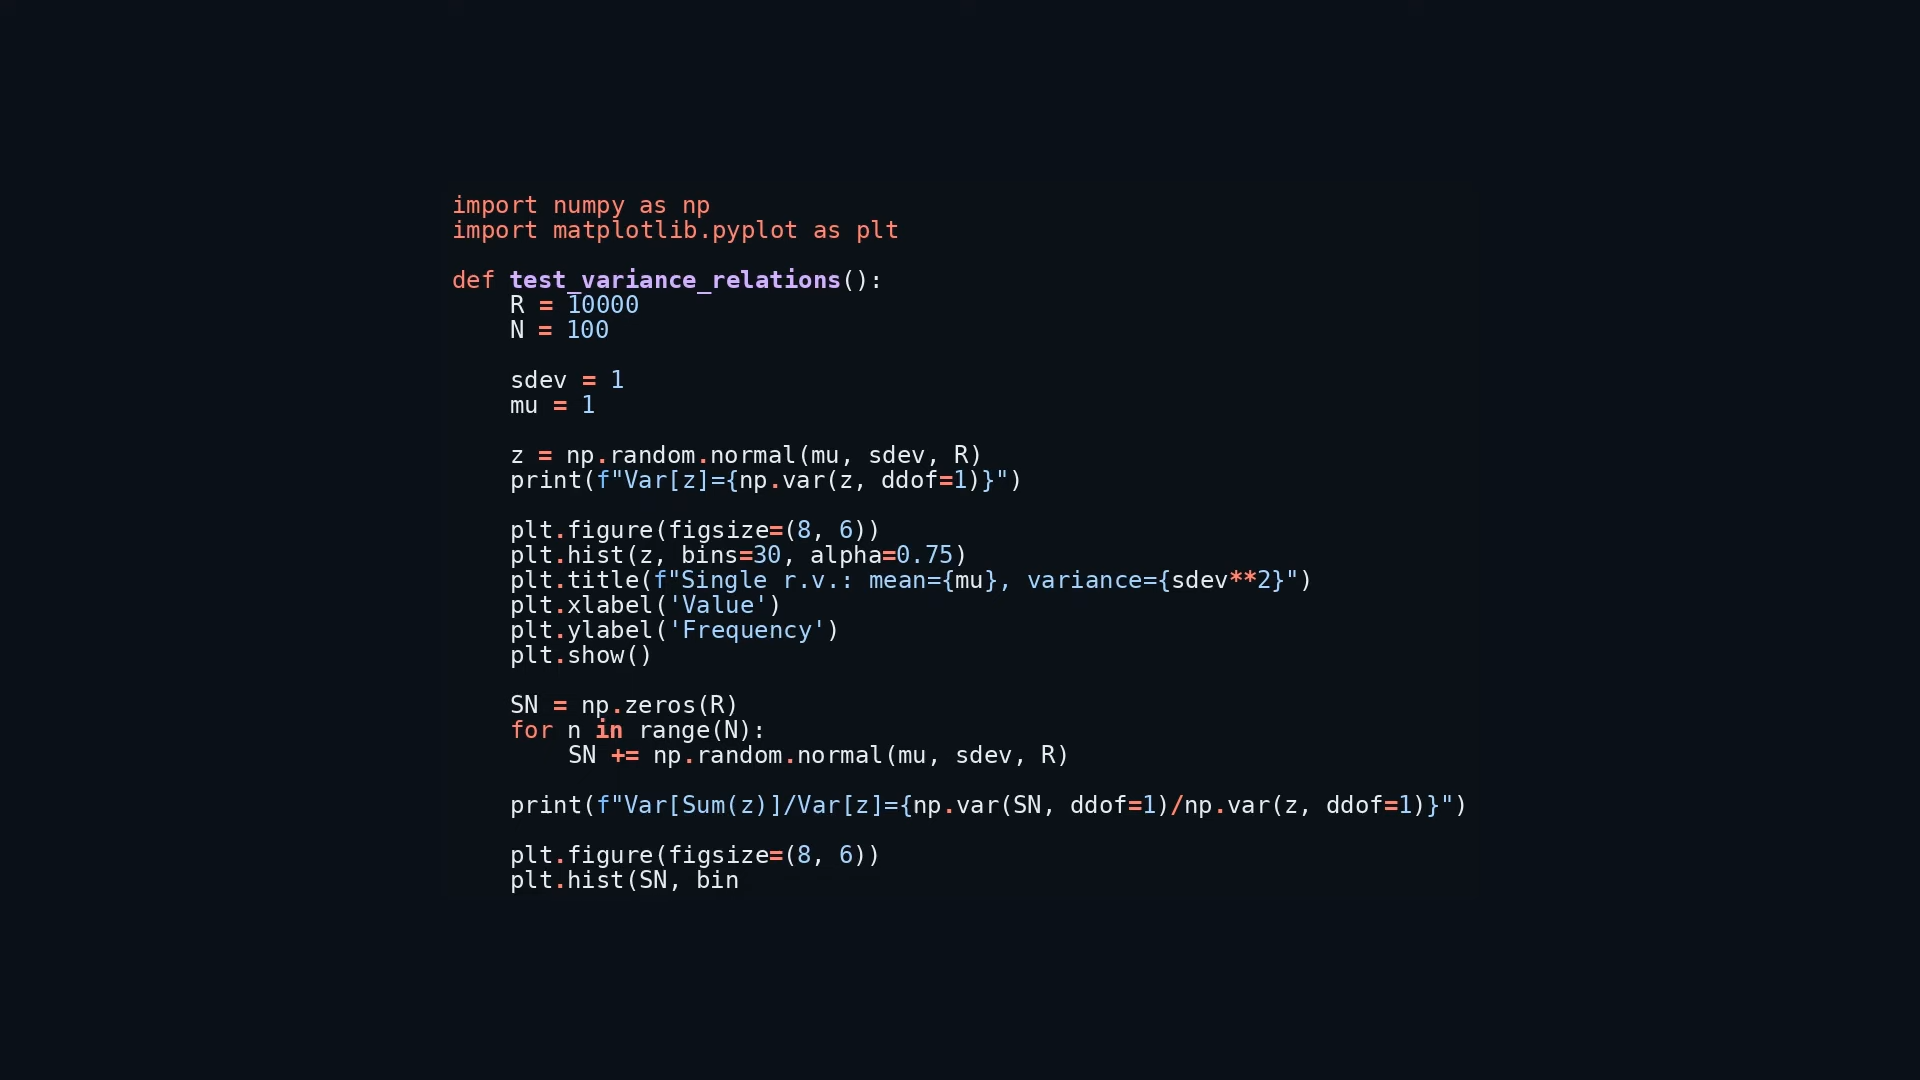 import numpy as np
import matplotlib.pyplot as plt
def test_variance_relations():
R = 10000
N = 100
sdev = 1
mu = 1
z = np.random.normal(mu, sdev, R)
print(f"Var[z]={np.var(z, ddof=1)}")
plt.figure(figsize=(8, 6))
plt.hist(z, bins=30, alpha=0.75)
plt.title(f"Single r.v.: mean={mu}, variance={sdev**2}")
plt.xlabel('Value')
plt.ylabel('Frequency')
plt.show()
SN = np.zeros(R)
for n in range(N):
SN += np.random.normal(mu, sdev, R)
print(f"Var[Sum(z)]/Var[z]={np.var(SN, ddof=1)/np.var(z, ddof=1)}")
plt.figure(figsize=(8, 6))
plt.hist(SN, bin